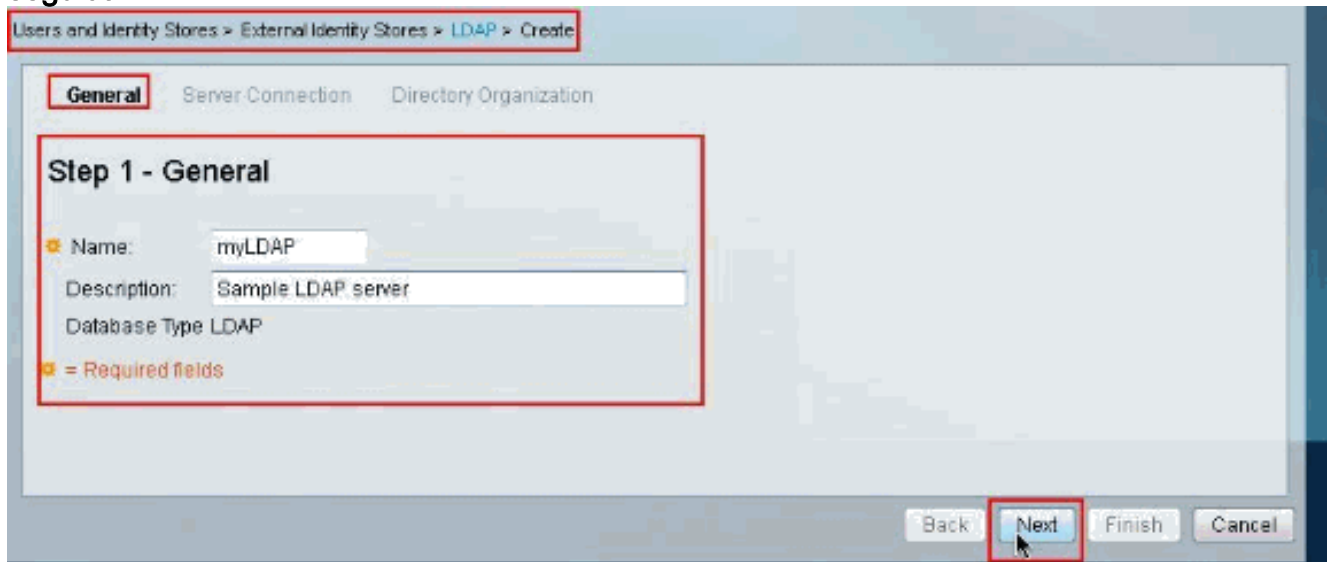 Users and Identity Stores > External Identity Stores > LDAP > Create
General Server Connection Directory Organization
Step 1 - General
Name: myLDAP
Description: Sample LDAP server
Database Type LDAP
= Required fields
Back Next Finish Cancel